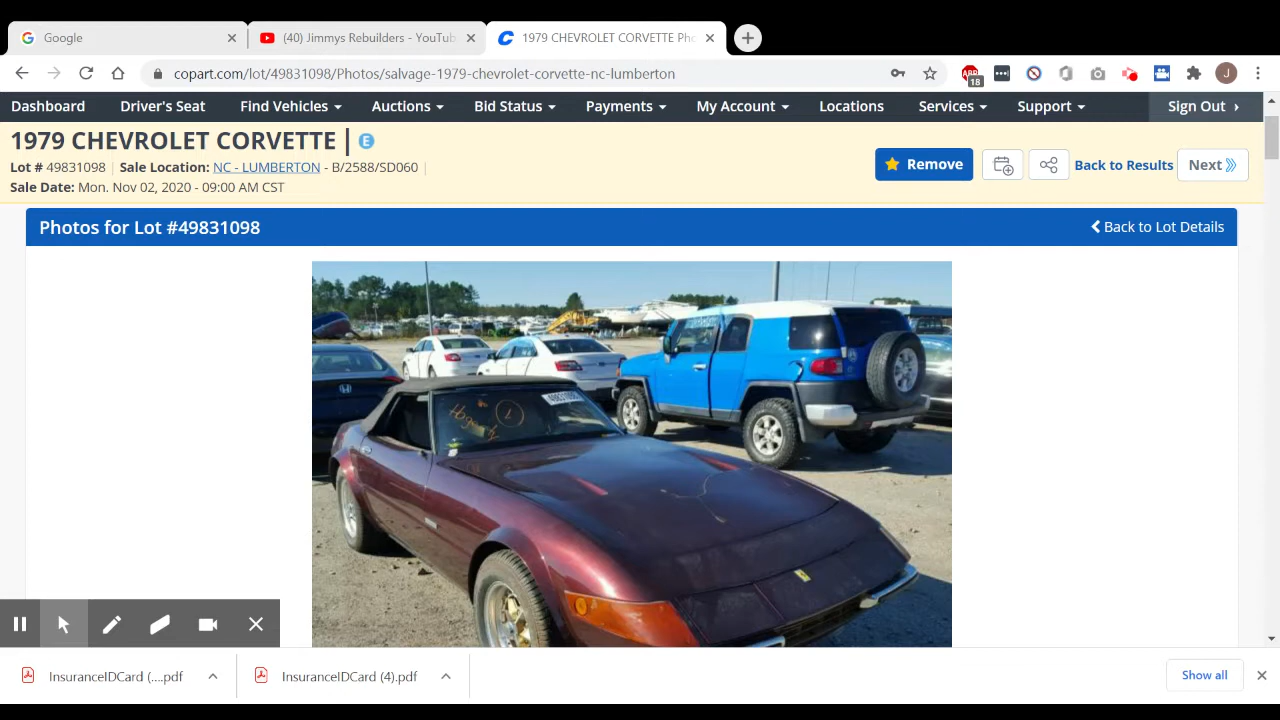 Google
(40) Jimmys Rebuilders - YouTub
1979 CHEVROLET CORVETTE Pho
copart.com/lot/49831098/Photos/salvage-1979-chevrolet-corvette-nc-lumberton
ABP
18
J
Dashboard Driver's Seat Find Vehicles Auctions Bid Status Payments My Account Locations Services Support Sign Out
1979 CHEVROLET CORVETTE | E
Lot # 49831098 | Sale Location: NC - LUMBERTON - B/2588/SD060 |
Sale Date: Mon. Nov 02, 2020 - 09:00 AM CST
Remove
Back to Results
Next
Photos for Lot #49831098
Back to Lot Details
49831098
InsuranceIDCard (....pdf
InsuranceIDCard (4).pdf
Show all